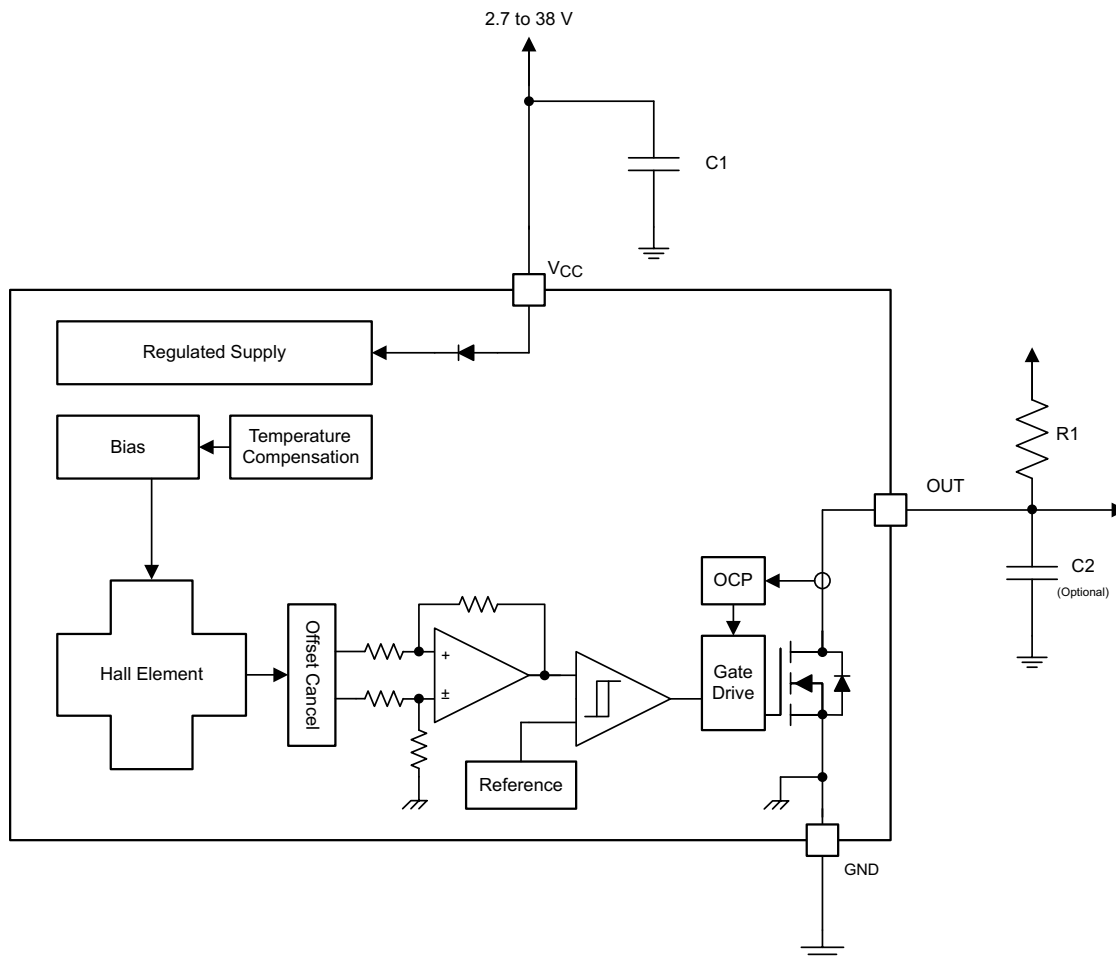 2.7 to 38 V
C1
VCC
Regulated Supply
Bias
Temperature
Compensation
R1
OUT
C2
(Optional)
OCP
Hall Element
Offset Cancel
+
±
Gate
Drive
Reference
GND